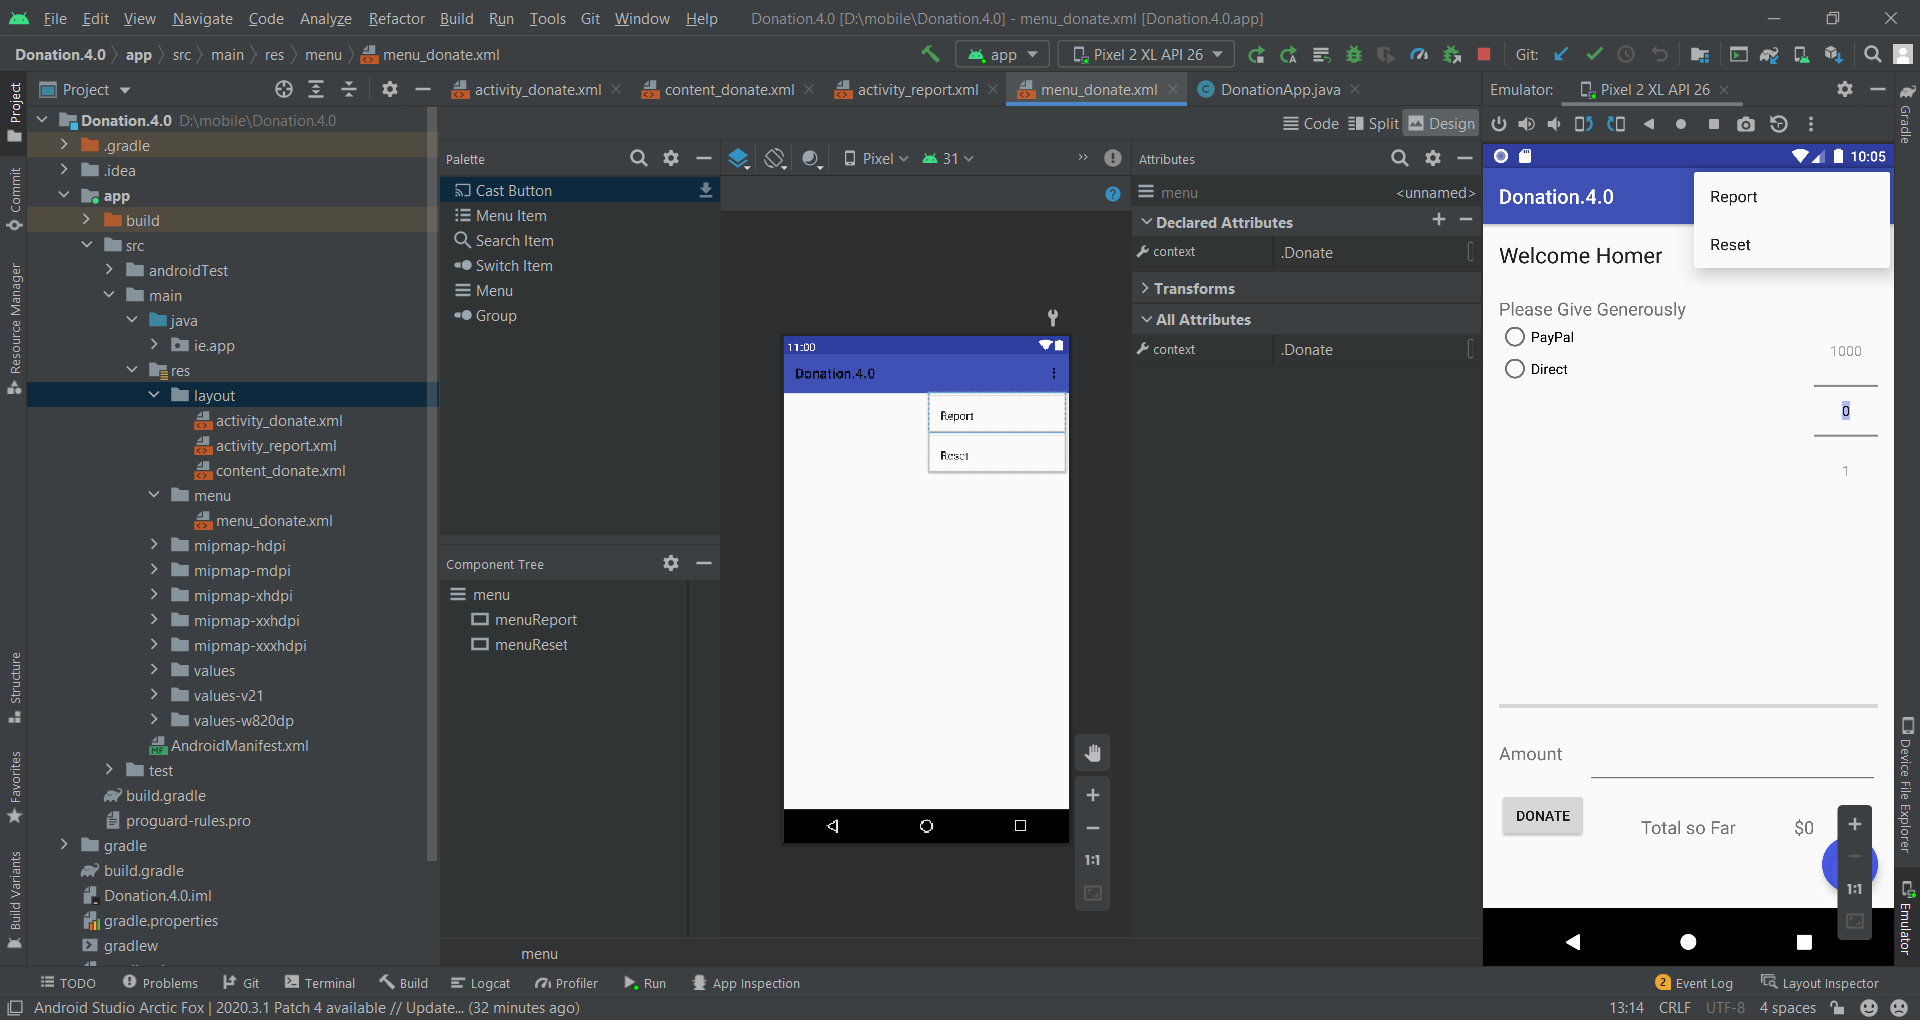 File Edit View Navigate Code Analyze Refactor Build Run Tools Git Window Help Donation.4.0 [D:\mobile\Donation.4.0] - menu_donate.xml [Donation.4.0.app]
Donation.4.0 app src main res menu menu_donate.xml app Pixel 2 XL API 26 Git:
Project
activity_donate.xml content_donate.xml activity_report.xml menu_donate.xml DonationApp.java
Emulator: Pixel 2 XL API 26
Code Split Design
Project
Commit
Resource Manager
Structure
Favorites
Build Variants
Donation.4.0 D:\mobile\Donation.4.0
.gradle
.idea
app
build
src
androidTest
main
java
ie.app
res
layout
activity_donate.xml
activity_report.xml
content_donate.xml
menu
menu_donate.xml
mipmap-hdpi
mipmap-mdpi
mipmap-xhdpi
mipmap-xxhdpi
mipmap-xxxhdpi
values
values-v21
values-w820dp
AndroidManifest.xml
test
build.gradle
proguard-rules.pro
gradle
build.gradle
Donation.4.0.iml
gradle.properties
gradlew
Palette
Cast Button
Menu Item
Search Item
Switch Item
Menu
Group
Component Tree
menu
menuReport
menuReset
Pixel 31
11:00
Donation.4.0
Report
Reset
1:1
menu
Attributes
menu <unnamed>
Declared Attributes
context .Donate
Transforms
All Attributes
context .Donate
10:05
Donation.4.0
Report
Reset
Welcome Homer
Please Give Generously
PayPal
Direct
1000
0
1
Amount
DONATE
Total so Far $0
1:1
Gradle
Device File Explorer
Emulator
TODO Problems Git Terminal Build Logcat Profiler Run App Inspection 2 Event Log Layout Inspector
Android Studio Arctic Fox | 2020.3.1 Patch 4 available // Update... (32 minutes ago) 13:14 CRLF UTF-8 4 spaces